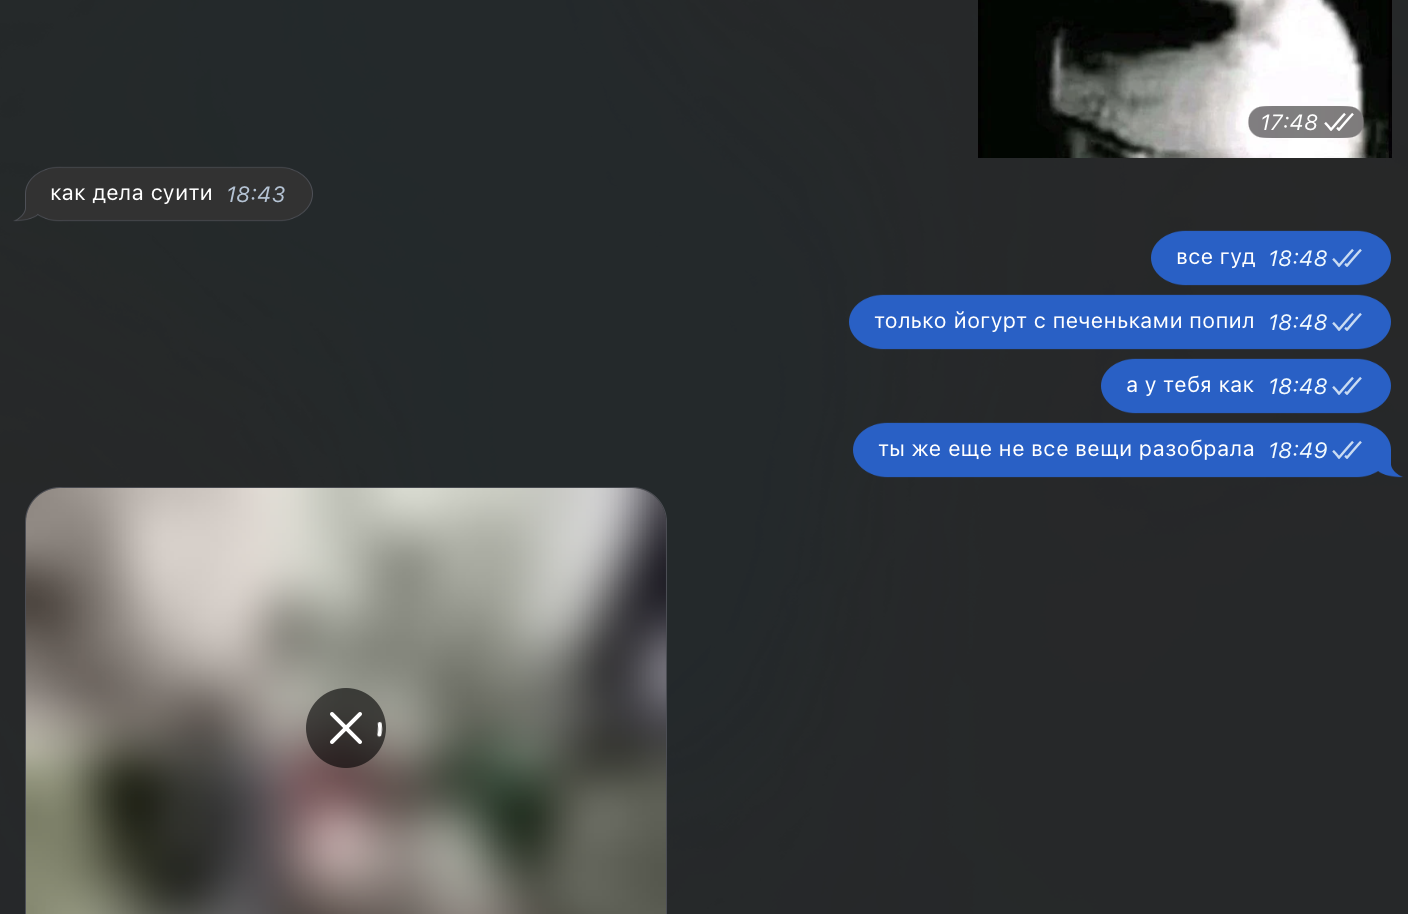 17:48
как дела суити 18:43
все гуд 18:48
только йогурт с печеньками попил 18:48
а у тебя как 18:48
ты же еще не все вещи разобрала 18:49